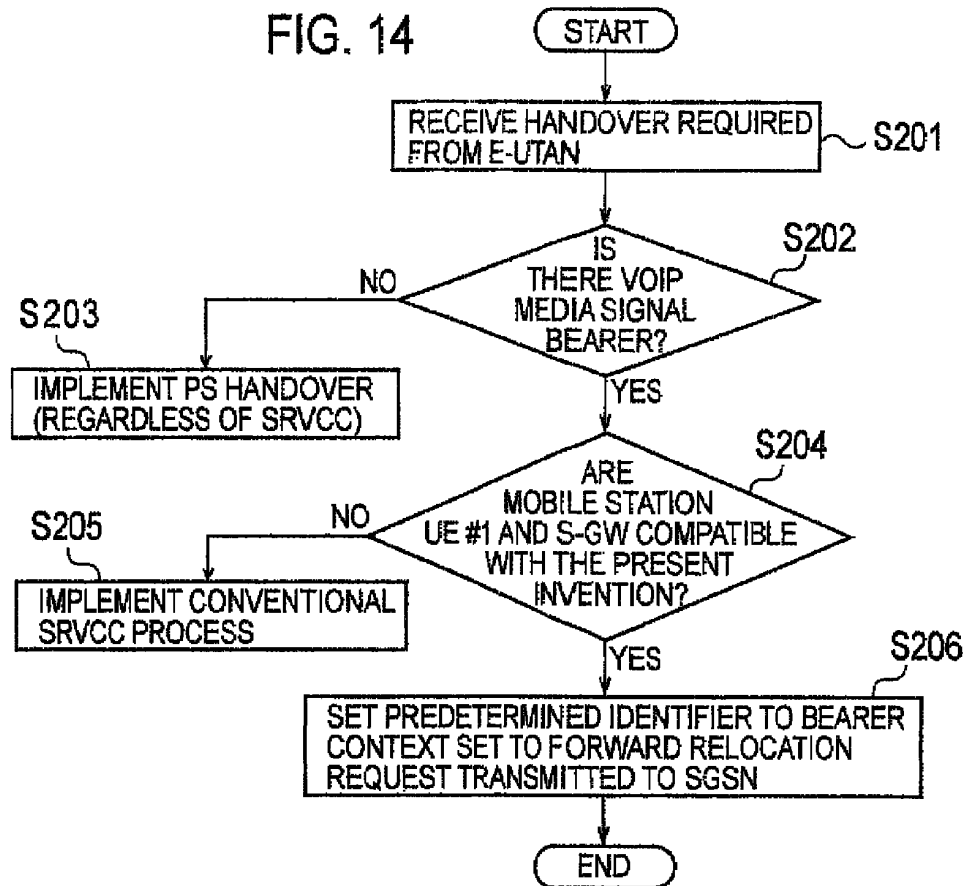 FIG. 14
START
RECEIVE HANDOVER REQUIRED
FROM E-UTAN
S201
IS
THERE VOIP
MEDIA SIGNAL
BEARER?
S202
NO
YES
S203
IMPLEMENT PS HANDOVER
(REGARDLESS OF SRVCC)
ARE
MOBILE STATION
UE #1 AND S-GW COMPATIBLE
WITH THE PRESENT
INVENTION?
S204
NO
YES
S205
IMPLEMENT CONVENTIONAL
SRVCC PROCESS
S206
SET PREDETERMINED IDENTIFIER TO BEARER
CONTEXT SET TO FORWARD RELOCATION
REQUEST TRANSMITTED TO SGSN
END